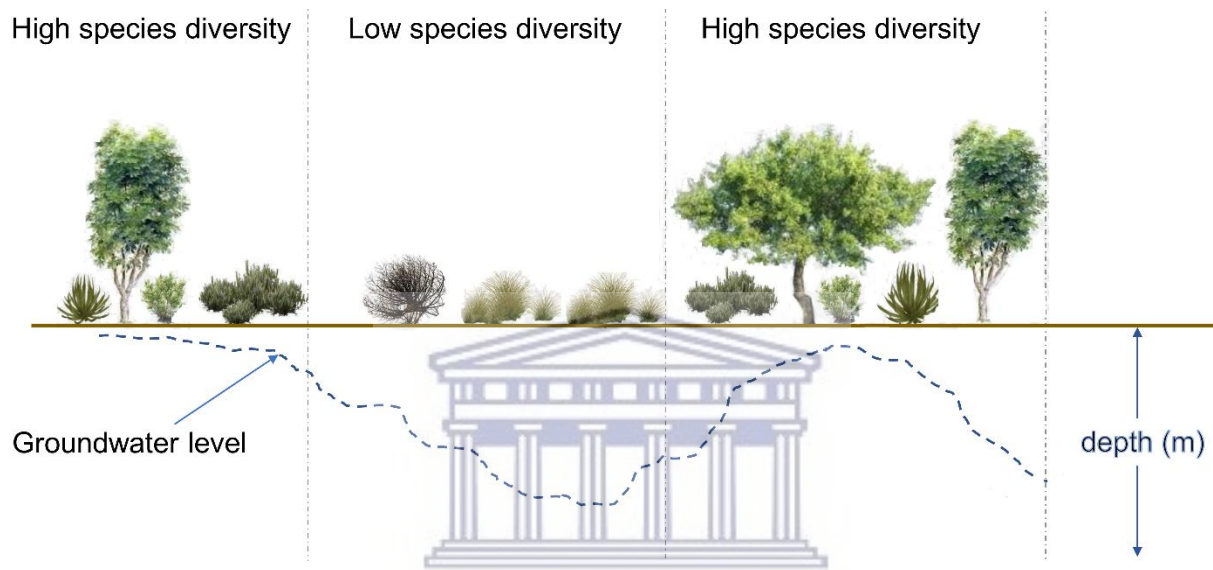 High species diversity
Low species diversity
High species diversity
Groundwater level
depth (m)